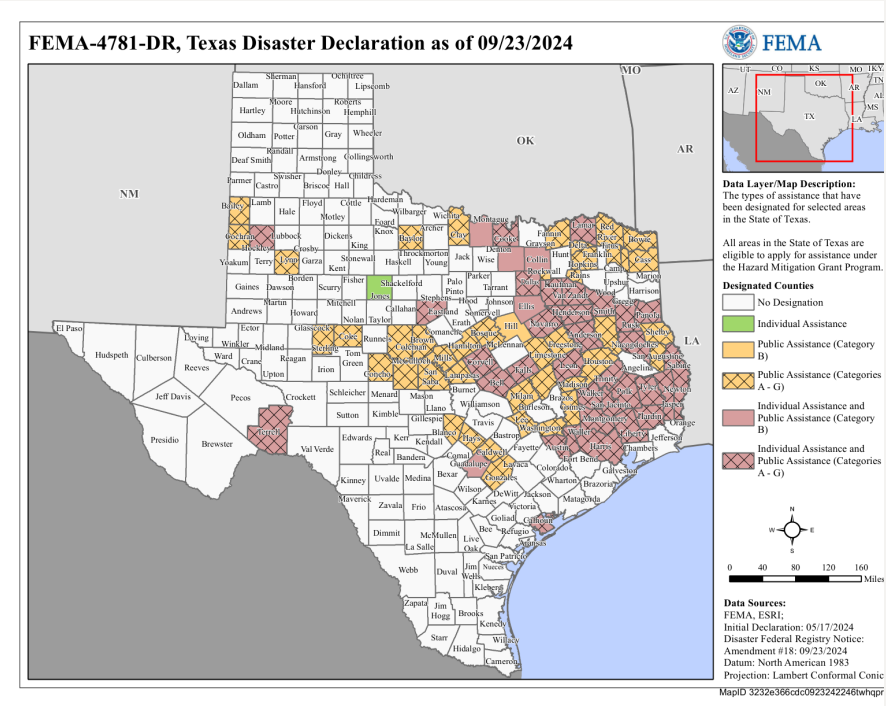 FEMA-4781-DR, Texas Disaster Declaration as of 09/23/2024
FEMA
MO
OK
AR
NM
LA
UT CO KS MO
AZ NM OK AR TN
TX LA MS AL
Sherman Ochiltree
Dallam Hansford Lipscomb
Moore Roberts
Hartley Hutchinson Hemphill
Carson
Oldham Potter Gray Wheeler
Randall
Deaf Smith Armstrong Collingsworth
Donley
Parmer Swisher Childress
Castro Briscoe Hall
Bailey Lamb Floyd Cottle Hardeman
Hale Motley Foard Wilbarger Wichita
Cochran Lubbock Dickens Knox Baylor Archer Clay Montague Cooke
Hockley Crosby King
Yoakum Terry Lynn Garza Stonewall Haskell Throckmorton Young Jack Wise Denton Collin
Kent
Grayson Fannin Lamar Red River Bowie
Delta Titus Franklin Cass
Hunt Hopkins Camp Marion
Rockwall Rains Upshur Harrison
Gaines Dawson Borden Scurry Fisher Jones Shackelford Stephens Palo Pinto Parker Tarrant
Kaufman Van Zandt Wood Gregg Panola
Andrews Martin Howard Mitchell Nolan Taylor Callahan Eastland Hood Johnson Ellis Henderson Smith Rusk
Erath Somervell Hill Navarro Anderson Shelby
El Paso Hudspeth Culberson Loving Winkler Ector Midland Glasscock Sterling Coke Runnels Coleman Brown Comanche Bosque
Hamilton McLennan Limestone Freestone Nacogdoches San Augustine Sabine
Reeves Ward Crane Upton Reagan Irion Tom Green Concho McCulloch San Saba Mills Lampasas Coryell Falls Leon Houston Angelina
Jeff Davis Pecos Crockett Schleicher Menard Mason Burnet Bell Milam Madison Trinity Polk Tyler Jasper Newton
Presidio Brewster Terrell Val Verde Sutton Kimble Llano Williamson Burleson Brazos Grimes Walker San Jacinto Hardin Orange
Gillespie Travis Lee Washington Montgomery Liberty Jefferson
Edwards Kerr Kendall Blanco Hays Bastrop Austin Waller Harris Chambers
Real Bandera Comal Caldwell Fayette Fort Bend Galveston
Kinney Uvalde Medina Bexar Guadalupe Gonzales Lavaca Colorado Wharton Brazoria
Maverick Zavala Frio Atascosa Wilson Karnes DeWitt Jackson Matagorda
Victoria Goliad Calhoun
Dimmit La Salle McMullen Live Oak Bee Refugio Aransas
San Patricio
Webb Duval Jim Wells Nueces
Kleberg
Zapata Jim Hogg Brooks Kenedy
Starr Hidalgo Willacy
Cameron
Data Layer/Map Description:
The types of assistance that have
been designated for selected areas
in the State of Texas.
All areas in the State of Texas are
eligible to apply for assistance under
the Hazard Mitigation Grant Program.
Designated Counties
No Designation
Individual Assistance
Public Assistance (Category
B)
Public Assistance (Categories
A - G)
Individual Assistance and
Public Assistance (Category
B)
Individual Assistance and
Public Assistance (Categories
A - G)
N
W E
S
0 40 80 120 160
Miles
Data Sources:
FEMA, ESRI;
Initial Declaration: 05/17/2024
Disaster Federal Registry Notice:
Amendment #18: 09/23/2024
Datum: North American 1983
Projection: Lambert Conformal Conic
MapID 3232e366cdc0923242246twhqpr